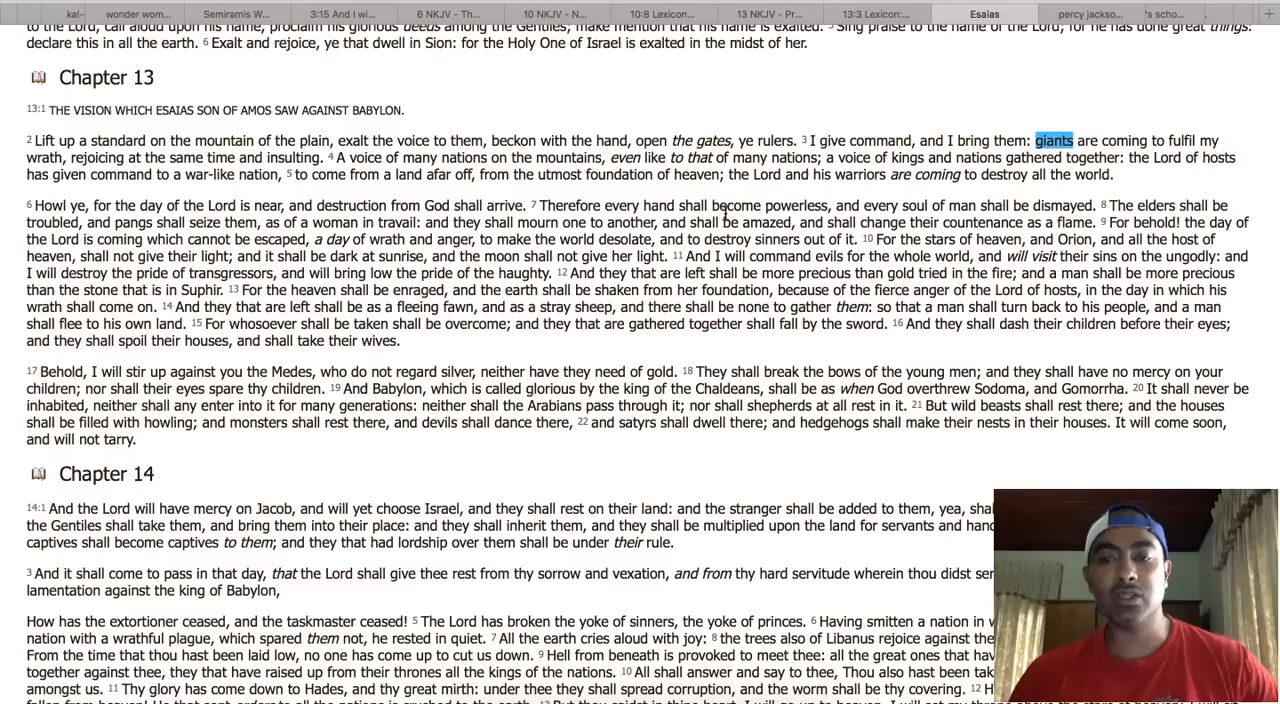 kal-
wonder wom...
Semiramis W...
3:15 And I wi...
6 NKJV - Th...
10 NKJV - N...
10:8 Lexicon...
13 NKJV - Pr...
13:3 Lexicon:...
Esaias
percy jackso...
's scho...
to the Lord, call aloud upon his name, proclaim his glorious deeds among the Gentiles; make mention that his name is exalted. 5 Sing praise to the name of the Lord; for he has done great things:
declare this in all the earth. 6 Exalt and rejoice, ye that dwell in Sion: for the Holy One of Israel is exalted in the midst of her.
Chapter 13
13:1 THE VISION WHICH ESAIAS SON OF AMOS SAW AGAINST BABYLON.
2 Lift up a standard on the mountain of the plain, exalt the voice to them, beckon with the hand, open the gates, ye rulers. 3 I give command, and I bring them: giants are coming to fulfil my
wrath, rejoicing at the same time and insulting. 4 A voice of many nations on the mountains, even like to that of many nations; a voice of kings and nations gathered together: the Lord of hosts
has given command to a war-like nation, 5 to come from a land afar off, from the utmost foundation of heaven; the Lord and his warriors are coming to destroy all the world.
6 Howl ye, for the day of the Lord is near, and destruction from God shall arrive. 7 Therefore every hand shall become powerless, and every soul of man shall be dismayed. 8 The elders shall be
troubled, and pangs shall seize them, as of a woman in travail: and they shall mourn one to another, and shall be amazed, and shall change their countenance as a flame. 9 For behold! the day of
the Lord is coming which cannot be escaped, a day of wrath and anger, to make the world desolate, and to destroy sinners out of it. 10 For the stars of heaven, and Orion, and all the host of
heaven, shall not give their light; and it shall be dark at sunrise, and the moon shall not give her light. 11 And I will command evils for the whole world, and will visit their sins on the ungodly: and
I will destroy the pride of transgressors, and will bring low the pride of the haughty. 12 And they that are left shall be more precious than gold tried in the fire; and a man shall be more precious
than the stone that is in Suphir. 13 For the heaven shall be enraged, and the earth shall be shaken from her foundation, because of the fierce anger of the Lord of hosts, in the day in which his
wrath shall come on. 14 And they that are left shall be as a fleeing fawn, and as a stray sheep, and there shall be none to gather them: so that a man shall turn back to his people, and a man
shall flee to his own land. 15 For whosoever shall be taken shall be overcome; and they that are gathered together shall fall by the sword. 16 And they shall dash their children before their eyes;
and they shall spoil their houses, and shall take their wives.
17 Behold, I will stir up against you the Medes, who do not regard silver, neither have they need of gold. 18 They shall break the bows of the young men; and they shall have no mercy on your
children; nor shall their eyes spare thy children. 19 And Babylon, which is called glorious by the king of the Chaldeans, shall be as when God overthrew Sodoma, and Gomorrha. 20 It shall never be
inhabited, neither shall any enter into it for many generations: neither shall the Arabians pass through it; nor shall shepherds at all rest in it. 21 But wild beasts shall rest there; and the houses
shall be filled with howling; and monsters shall rest there, and devils shall dance there, 22 and satyrs shall dwell there; and hedgehogs shall make their nests in their houses. It will come soon,
and will not tarry.
Chapter 14
14:1 And the Lord will have mercy on Jacob, and will yet choose Israel, and they shall rest on their land: and the stranger shall be added to them, yea, shal
the Gentiles shall take them, and bring them into their place: and they shall inherit them, and they shall be multiplied upon the land for servants and hanc
captives shall become captives to them; and they that had lordship over them shall be under their rule.
3 And it shall come to pass in that day, that the Lord shall give thee rest from thy sorrow and vexation, and from thy hard servitude wherein thou didst ser
lamentation against the king of Babylon,
How has the extortioner ceased, and the taskmaster ceased! 5 The Lord has broken the yoke of sinners, the yoke of princes. 6 Having smitten a nation in w
nation with a wrathful plague, which spared them not, he rested in quiet. 7 All the earth cries aloud with joy: 8 the trees also of Libanus rejoice against the
From the time that thou hast been laid low, no one has come up to cut us down. 9 Hell from beneath is provoked to meet thee: all the great ones that hav
together against thee, they that have raised up from their thrones all the kings of the nations. 10 All shall answer and say to thee, Thou also hast been tak
amongst us. 11 Thy glory has come down to Hades, and thy great mirth: under thee they shall spread corruption, and the worm shall be thy covering. 12 H